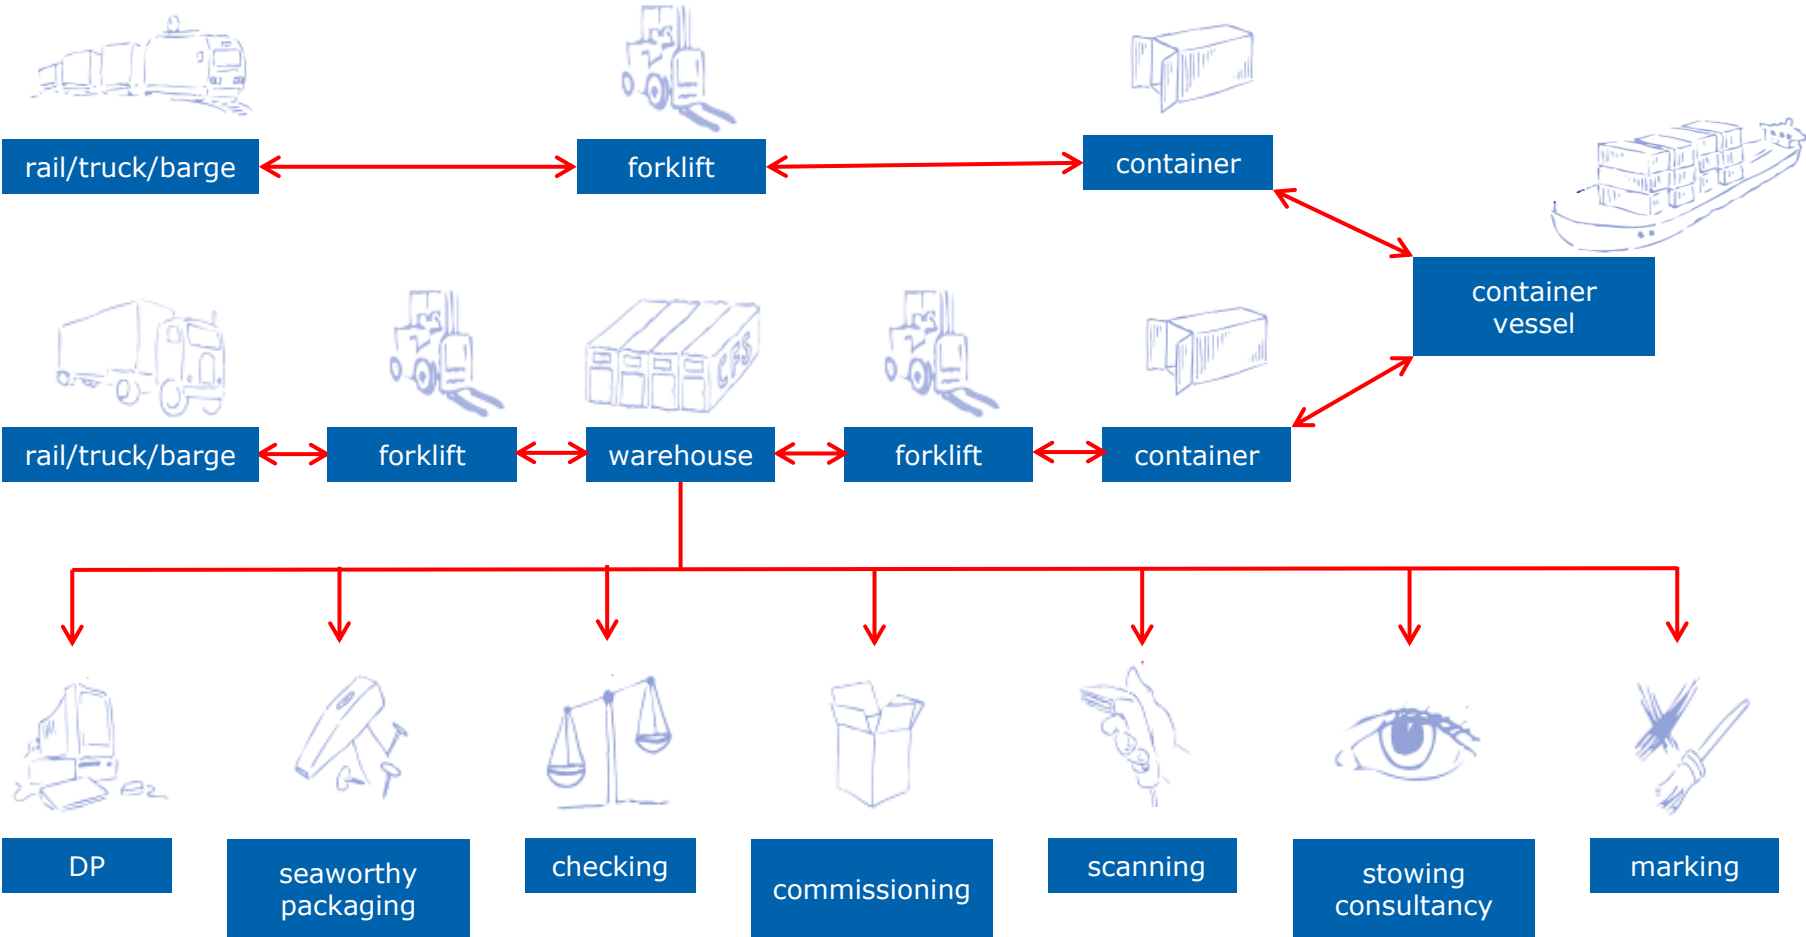 rail/truck/barge
forklift
container
container
vessel
CFS
rail/truck/barge
forklift
warehouse
forklift
container
DP
seaworthy
packaging
checking
commissioning
scanning
stowing
consultancy
marking